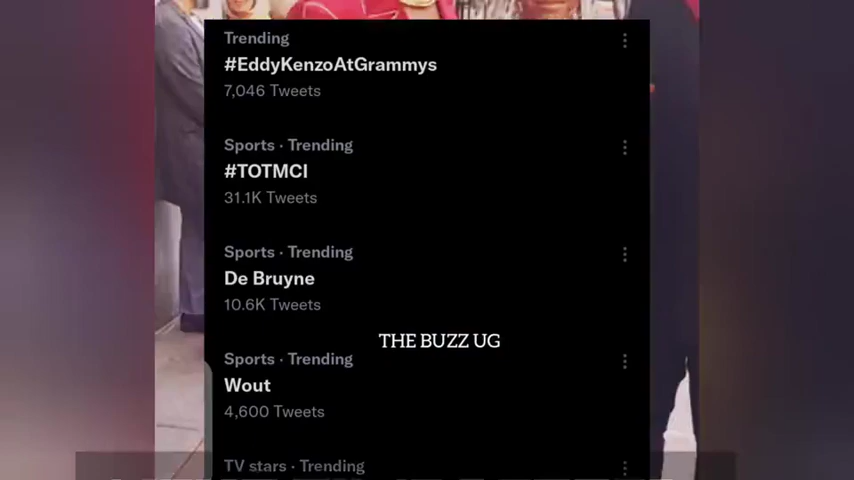 Trending
#EddyKenzoAtGrammys
7,046 Tweets
Sports · Trending
#TOTMCI
31.1K Tweets
Sports · Trending
De Bruyne
10.6K Tweets
THE BUZZ UG
Sports · Trending
Wout
4,600 Tweets
TV stars · Trending